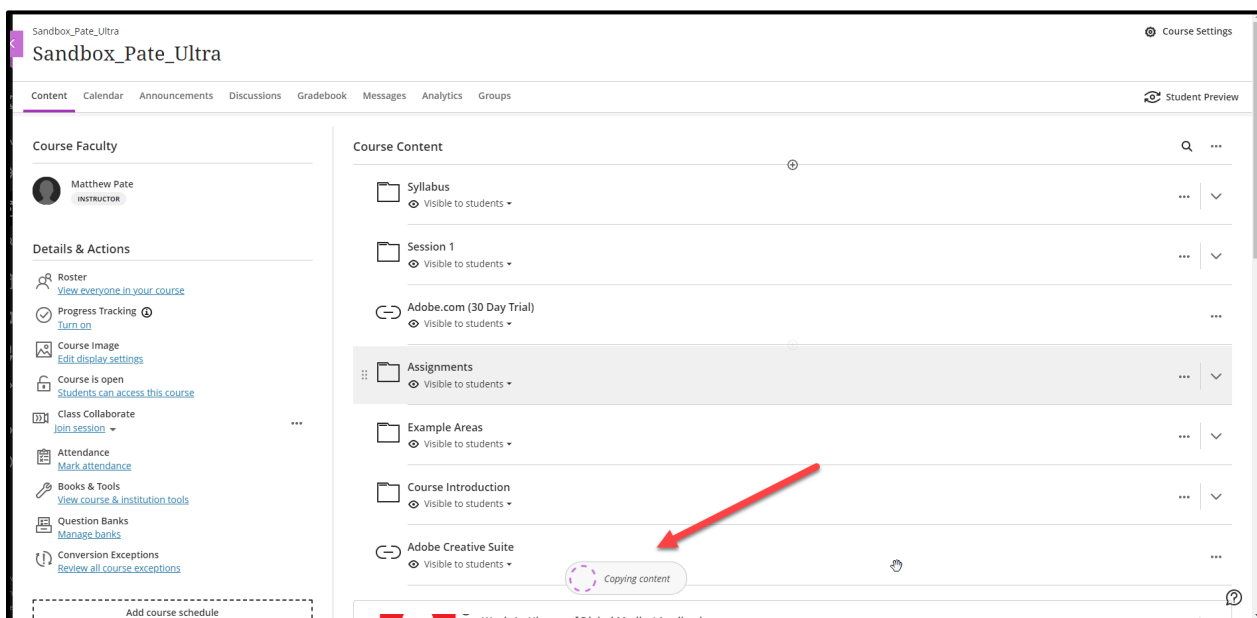 Sandbox_Pate_Ultra
Sandbox_Pate_Ultra
Course Settings
Content Calendar Announcements Discussions Gradebook Messages Analytics Groups
Student Preview
Course Faculty
Matthew Pate
INSTRUCTOR
Details & Actions
Roster
View everyone in your course
Progress Tracking
Turn on
Course Image
Edit display settings
Course is open
Students can access this course
Class Collaborate
Join session
Attendance
Mark attendance
Books & Tools
View course & institution tools
Question Banks
Manage banks
Conversion Exceptions
Review all course exceptions
Add course schedule
Course Content
Syllabus
Visible to students
Session 1
Visible to students
Adobe.com (30 Day Trial)
Visible to students
Assignments
Visible to students
Example Areas
Visible to students
Course Introduction
Visible to students
Adobe Creative Suite
Visible to students
Copying content